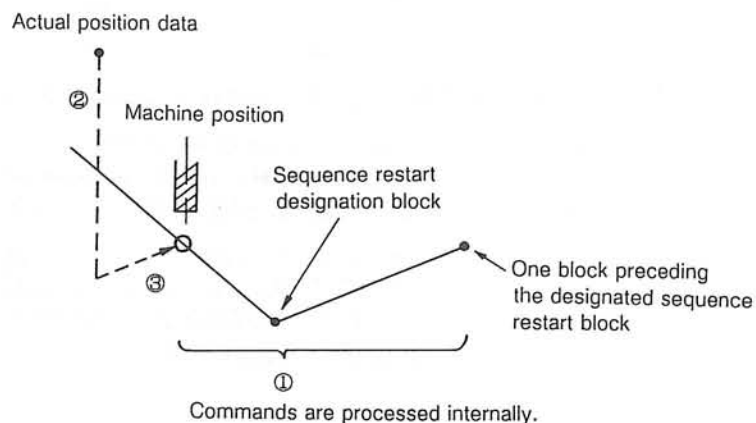 Actual position data
②
Machine position
Sequence restart
designation block
③
One block preceding
the designated sequence
restart block
①
Commands are processed internally.